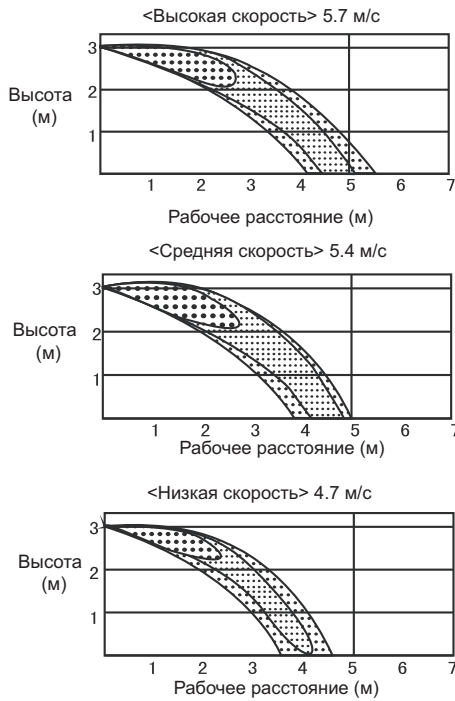 <Высокая скорость> 5.7 м/с
3
Высота
(м)
2
1
1 2 3 4 5 6 7
Рабочее расстояние (м)
<Средняя скорость> 5.4 м/с
3
Высота
(м)
2
1
1 2 3 4 5 6 7
Рабочее расстояние (м)
<Низкая скорость> 4.7 м/с
3
Высота
(м)
2
1
1 2 3 4 5 6 7
Рабочее расстояние (м)